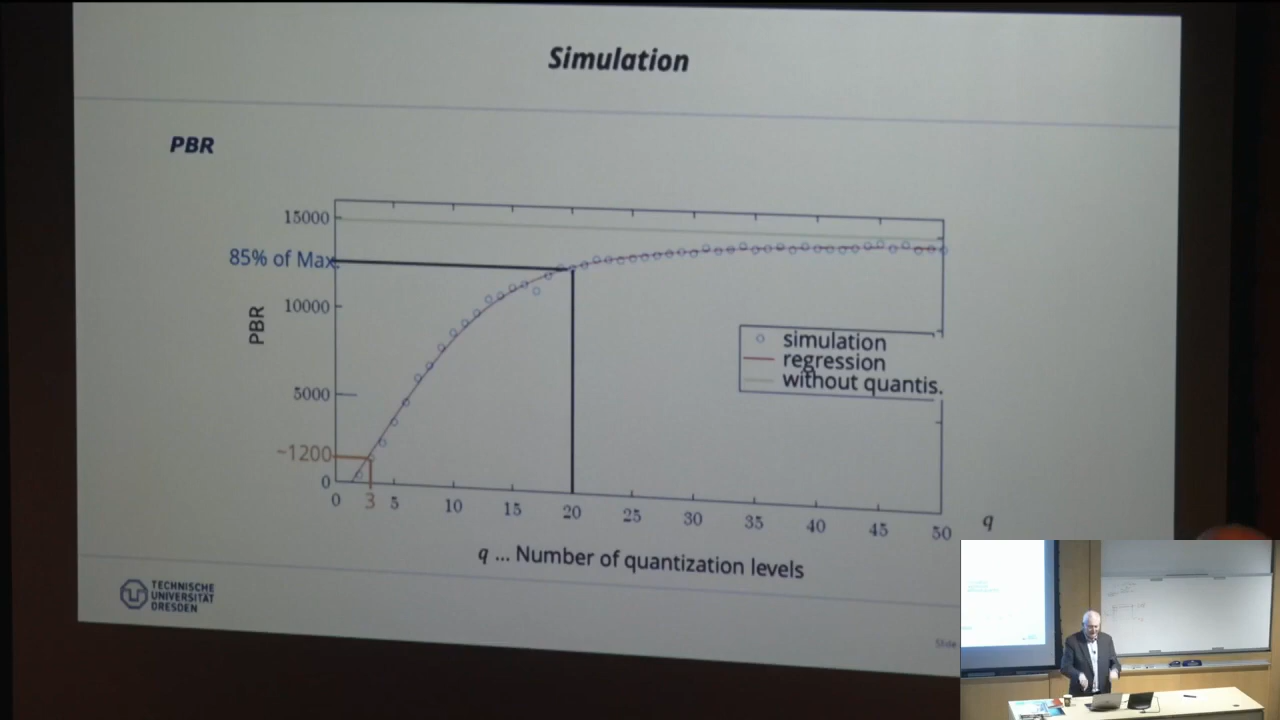 Simulation
PBR
15000
85% of Max.
10000
PBR
5000
~1200
0
0 3 5 10 15 20 25 30 35 40 45 50
q
simulation
regression
without quantis.
q ... Number of quantization levels
TECHNISCHE
UNIVERSITÄT
DRESDEN
Slide